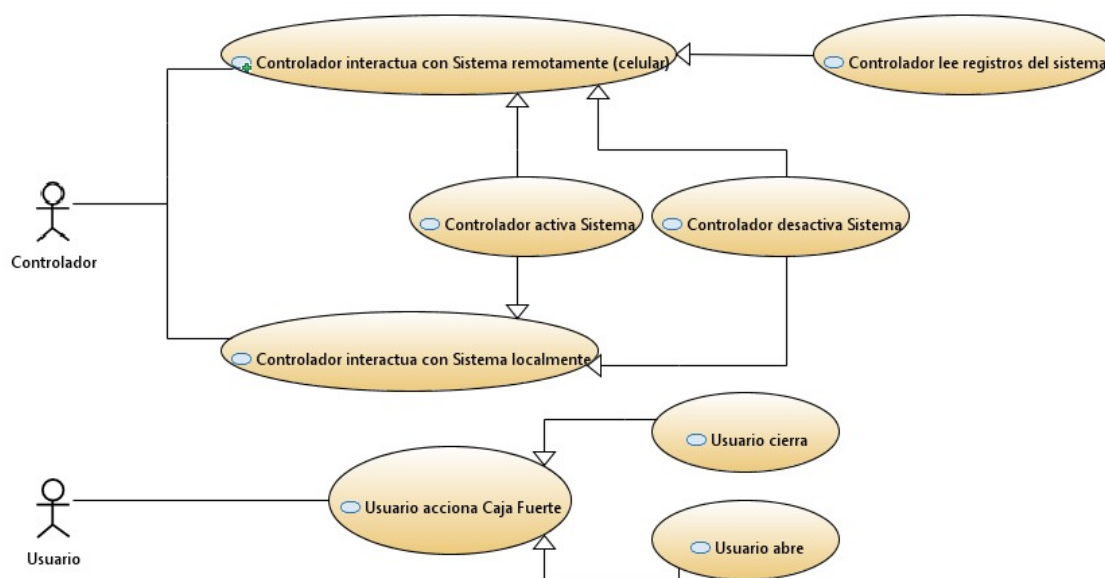 Controlador interactua con Sistema remotamente (celular)
Controlador lee registros del sistema
Controlador activa Sistema
Controlador desactiva Sistema
Controlador
Controlador interactua con Sistema localmente
Usuario cierra
Usuario acciona Caja Fuerte
Usuario abre
Usuario